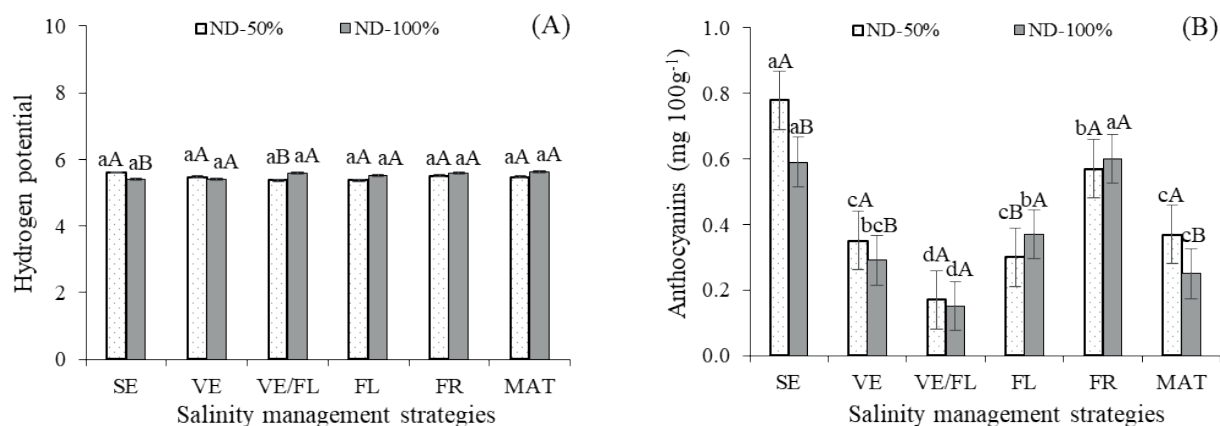 ND-50% ND-100% (A)
Hydrogen potential
10
8
6
4
2
0
aA aB aA aA aB aA aA aA aA aA aA aA
SE VE VE/FL FL FR MAT
Salinity management strategies
ND-50% ND-100% (B)
Anthocyanins (mg 100g⁻¹)
1.0
0.8
0.6
0.4
0.2
0.0
aA aB cA bcB dA dA cB bA bA aA cA cB
SE VE VE/FL FL FR MAT
Salinity management strategies